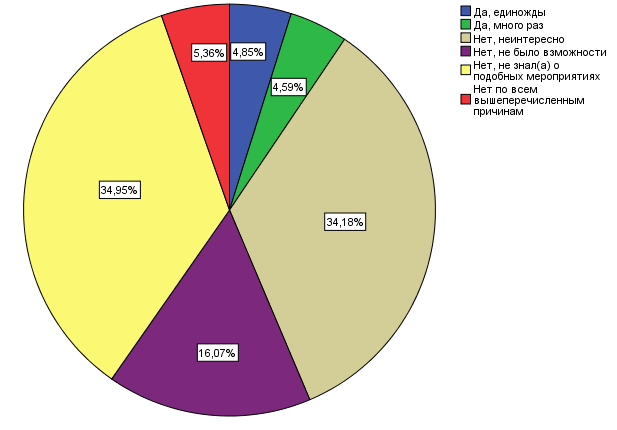 Да, единожды
Да, много раз
Нет, неинтересно
Нет, не было взможности
Нет, не знал(а) о
подобных мероприятиях
Нет по всем
вышеперечисленным
причинам
5,36%
4,85%
4,59%
34,95%
34,18%
16,07%